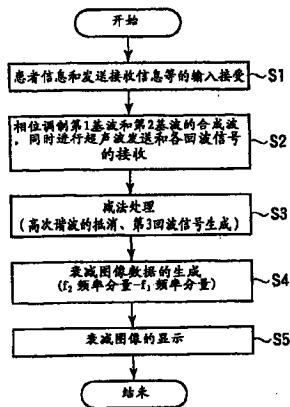 开始
患者信息和发送接收信息等的输入接受
S1
相位调制第1基波和第2基波的合成波
，同时进行超声波发送和各回波信号
的接收
S2
减法处理
(高次谐波的抵消、第3回波信号生成)
S3
衰减图像数据的生成
(f₂频率分量-f₁频率分量)
S4
衰减图像的显示
S5
结束